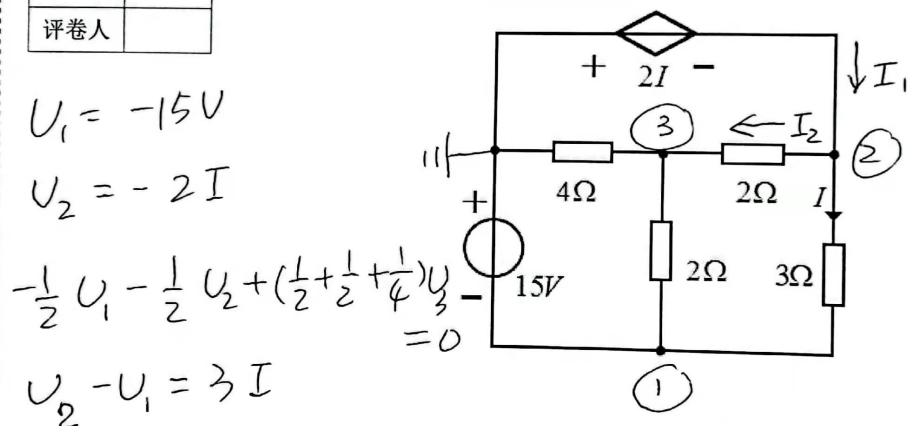 评卷人
U₁ = -15V
U₂ = - 2I
-1/2 U₁ - 1/2 U₂ + (1/2 + 1/2 + 1/4) U₃
= 0
U₂ - U₁ = 3I
+ 2I -
I₁
③
I₂
②
4Ω
2Ω
I
+
15V
-
2Ω
3Ω
①